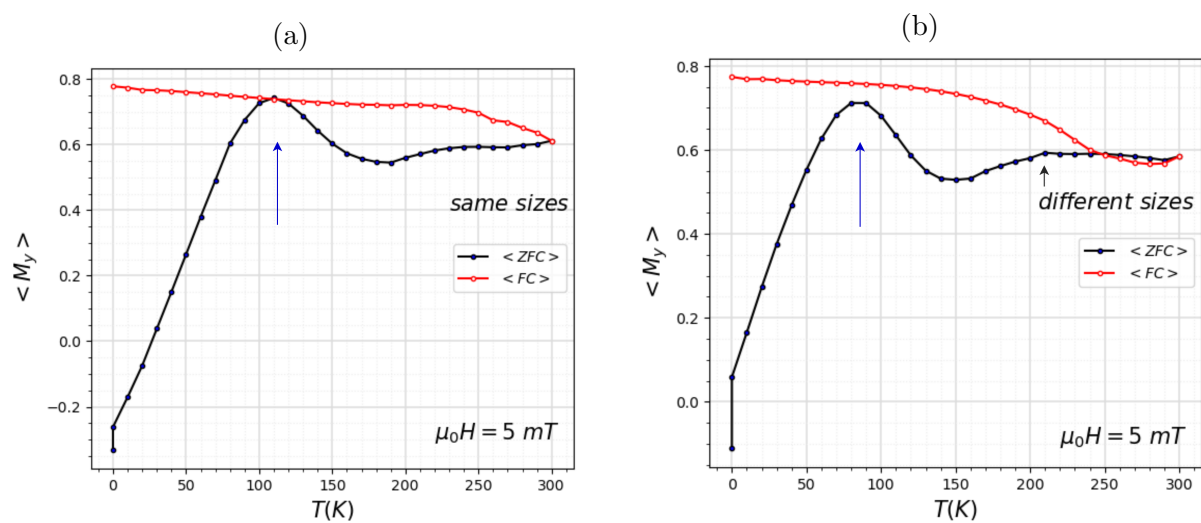 (a)
0.8
0.6
0.4
0.2
0.0
−0.2
< M_y >
same sizes
< ZFC >
< FC >
μ₀H = 5 mT
0 50 100 150 200 250 300
T(K)
(b)
0.8
0.6
0.4
0.2
0.0
< M_y >
different sizes
< ZFC >
< FC >
μ₀H = 5 mT
0 50 100 150 200 250 300
T(K)